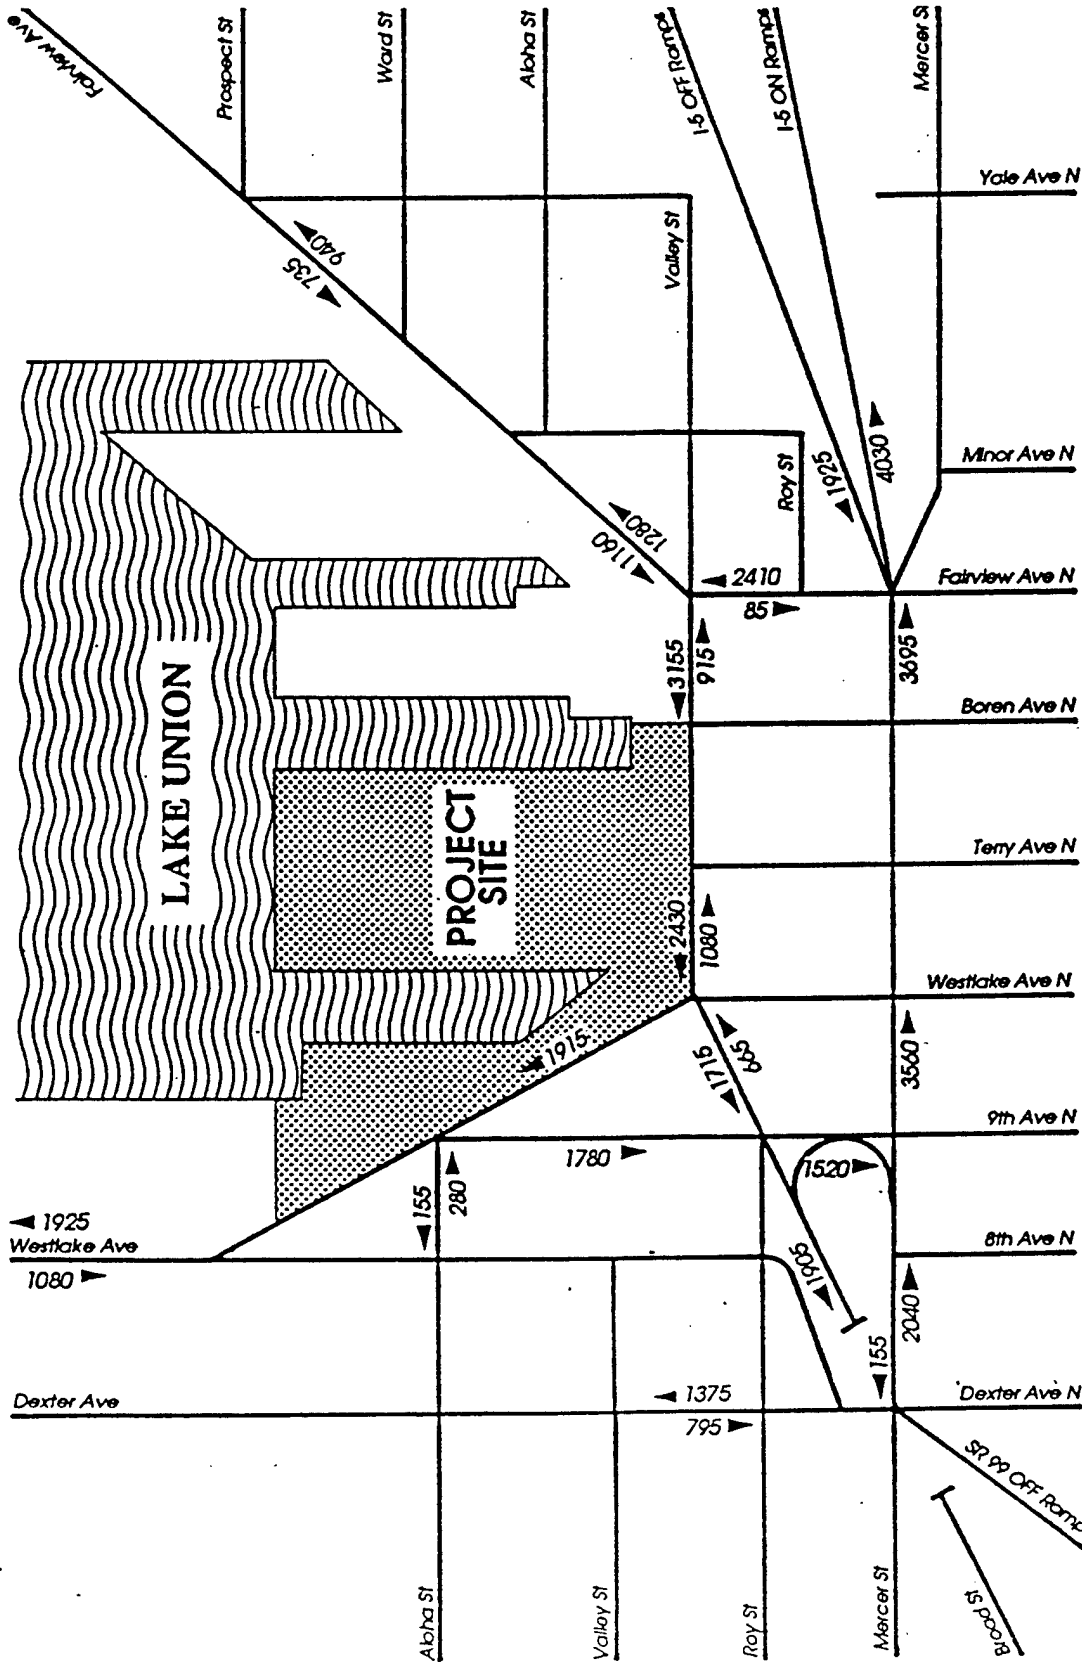 Fairview Ave
Fairview Ave
Prospect St
Ward St
Aloha St
I-5 OFF Ramps
I-5 ON Ramps
Mercer St
Yale Ave N
940
735
Valley St
LAKE UNION
1925
4030
Minor Ave N
Roy St
1280
1160
2410
85
Fairview Ave N
3155
915
3695
Boren Ave N
PROJECT
SITE
Terry Ave N
2430
1080
Westlake Ave N
1915
1715
665
3560
9th Ave N
1780
1520
155
280
1925
Westlake Ave
1080
8th Ave N
1905
2040
155
Dexter Ave
1375
795
Dexter Ave N
SR 99 OFF Ramp
Aloha St
Valley St
Roy St
Mercer St
Broad St